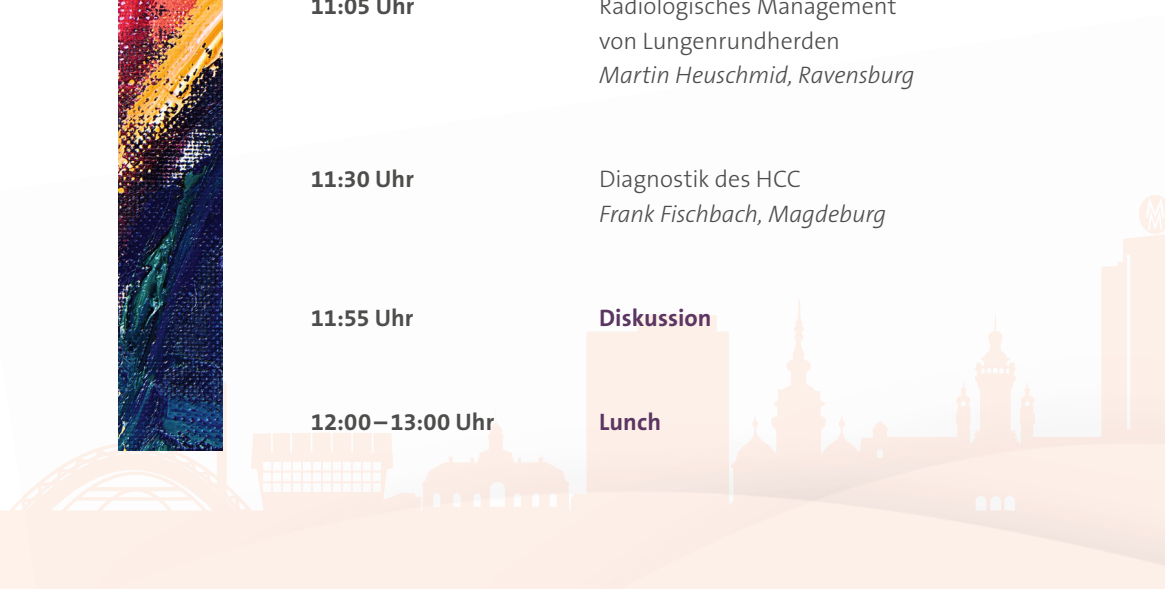 11:05 Uhr Radiologisches Management
von Lungenrundherden
Martin Heuschmid, Ravensburg
11:30 Uhr Diagnostik des HCC
Frank Fischbach, Magdeburg
M
11:55 Uhr Diskussion
12:00–13:00 Uhr Lunch